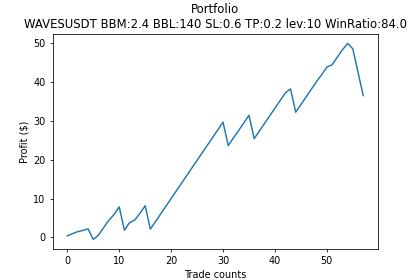 Portfolio
WAVESUSDT BBM:2.4 BBL:140 SL:0.6 TP:0.2 lev:10 WinRatio:84.0
50
40
30
20
10
0
Profit ($)
0 10 20 30 40 50
Trade counts